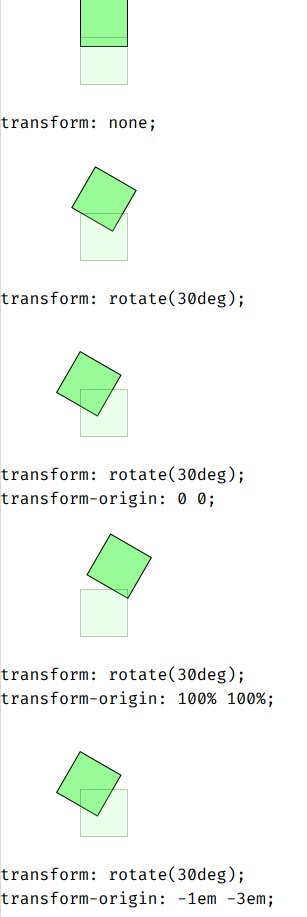 transform: none;
transform: rotate(30deg);
transform: rotate(30deg);
transform-origin: 0 0;
transform: rotate(30deg);
transform-origin: 100% 100%;
transform: rotate(30deg);
transform-origin: -1em -3em;